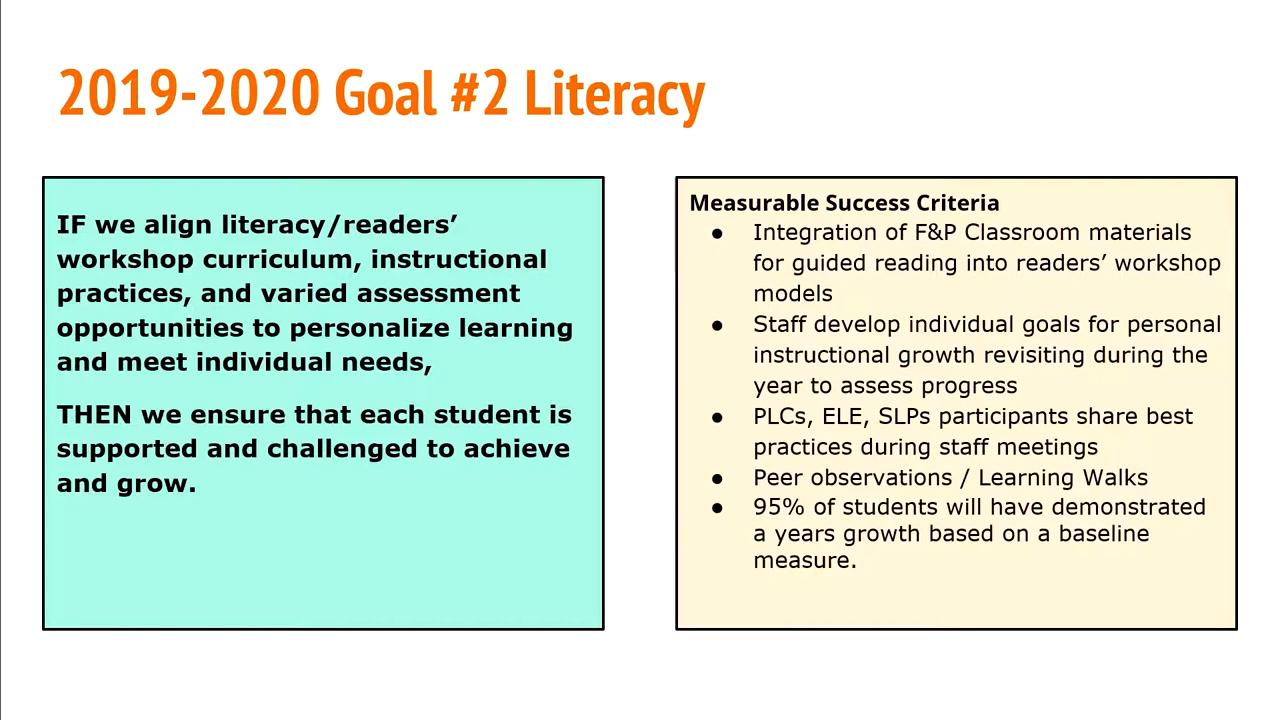 2019-2020 Goal #2 Literacy
IF we align literacy/readers’
workshop curriculum, instructional
practices, and varied assessment
opportunities to personalize learning
and meet individual needs,
THEN we ensure that each student is
supported and challenged to achieve
and grow.
Measurable Success Criteria
● Integration of F&P Classroom materials
for guided reading into readers’ workshop
models
● Staff develop individual goals for personal
instructional growth revisiting during the
year to assess progress
● PLCs, ELE, SLPs participants share best
practices during staff meetings
● Peer observations / Learning Walks
● 95% of students will have demonstrated
a years growth based on a baseline
measure.